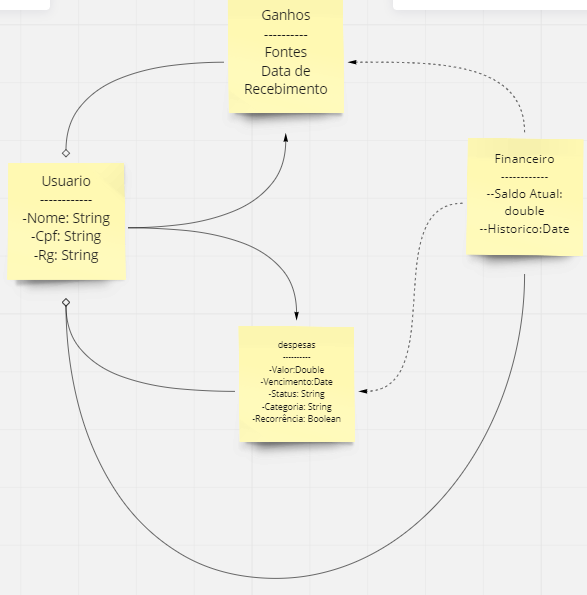 Ganhos
----------
Fontes
Data de
Recebimento
Financeiro
------------
--Saldo Atual:
double
--Historico:Date
Usuario
------------
-Nome: String
-Cpf: String
-Rg: String
despesas
----------
-Valor:Double
-Vencimento:Date
-Status: String
-Categoria: String
-Recorrência: Boolean